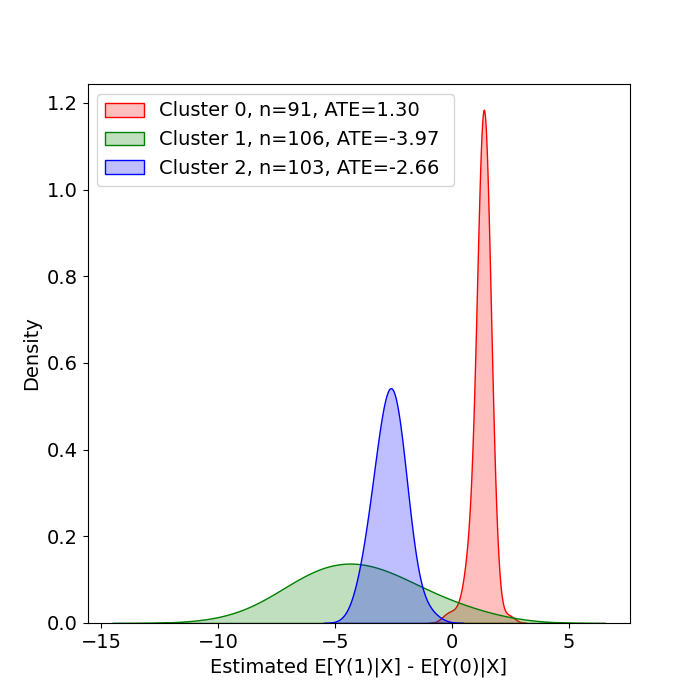 Cluster 0, n=91, ATE=1.30
Cluster 1, n=106, ATE=-3.97
Cluster 2, n=103, ATE=-2.66
1.2
1.0
0.8
0.6
0.4
0.2
0.0
Density
−15 −10 −5 0 5
Estimated E[Y(1)|X] - E[Y(0)|X]